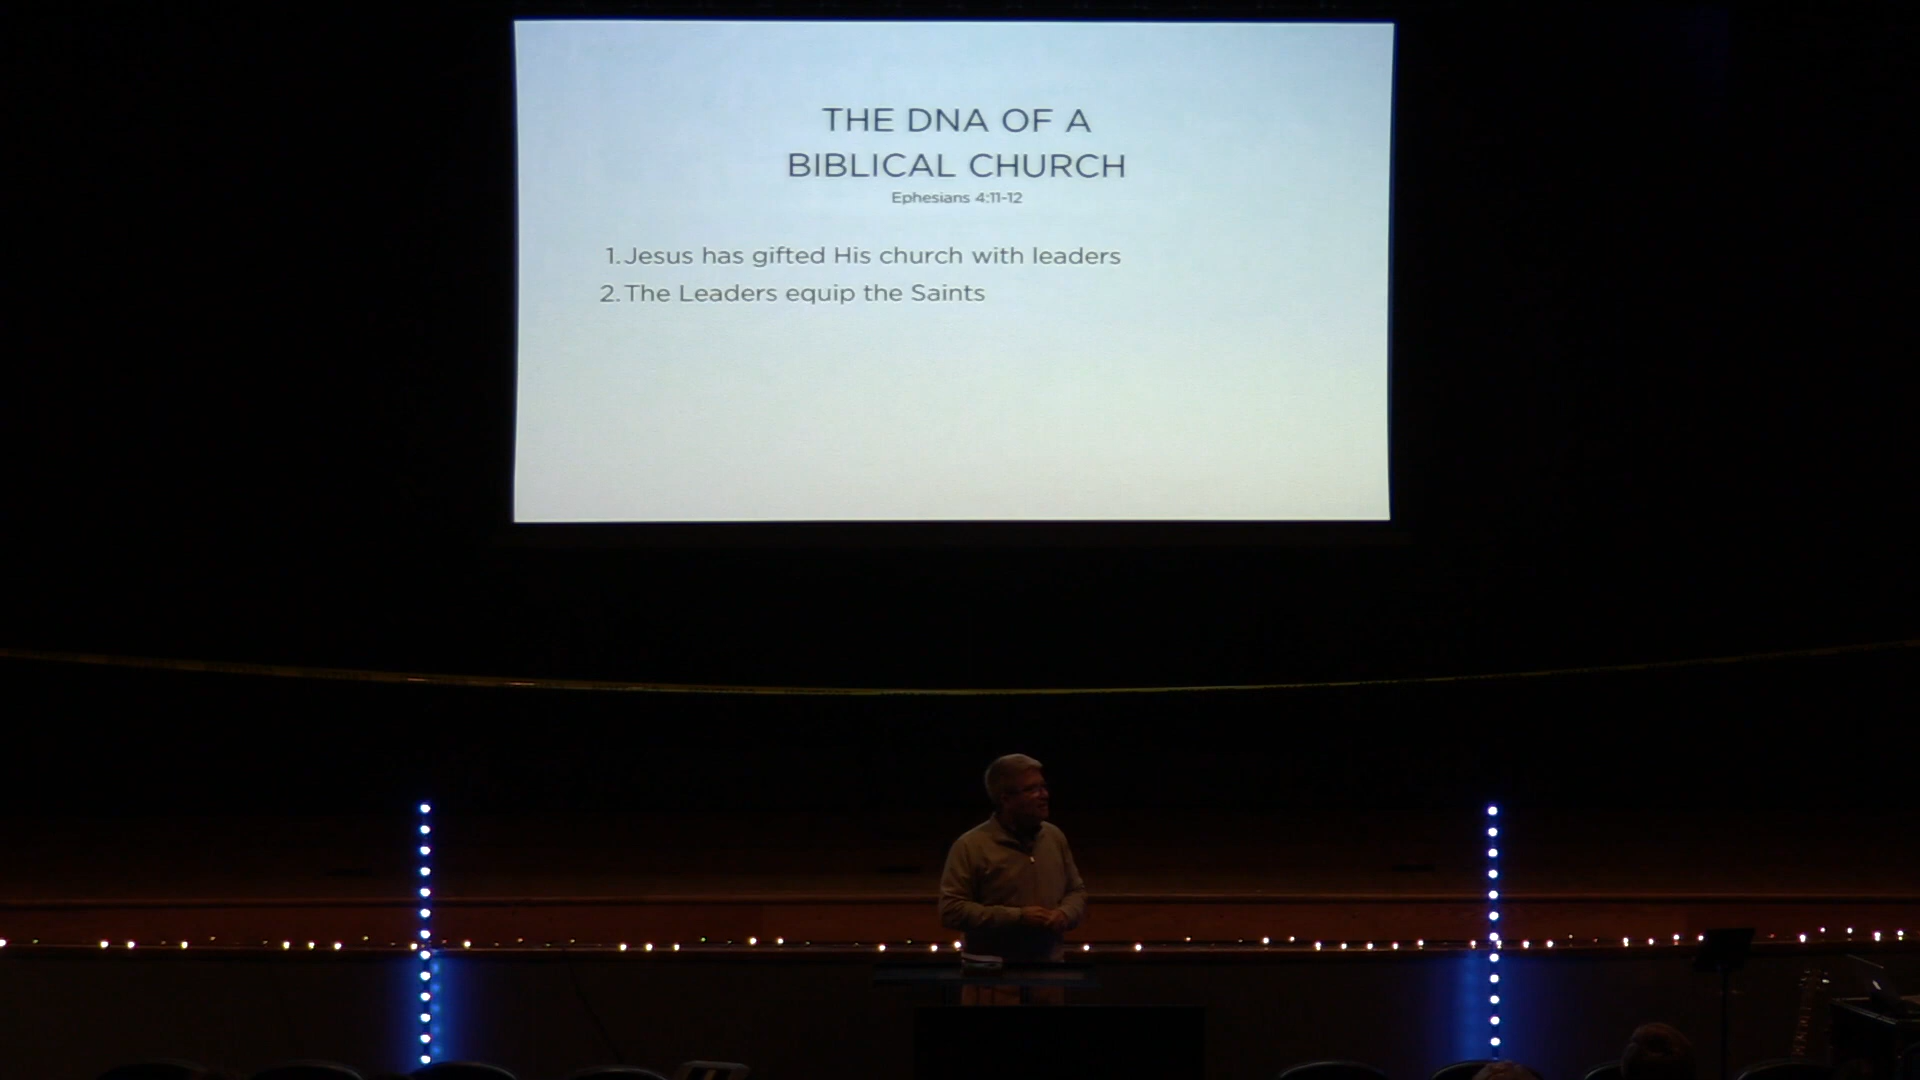 THE DNA OF A
BIBLICAL CHURCH
Ephesians 4:11-12
1. Jesus has gifted His church with leaders
2. The Leaders equip the Saints